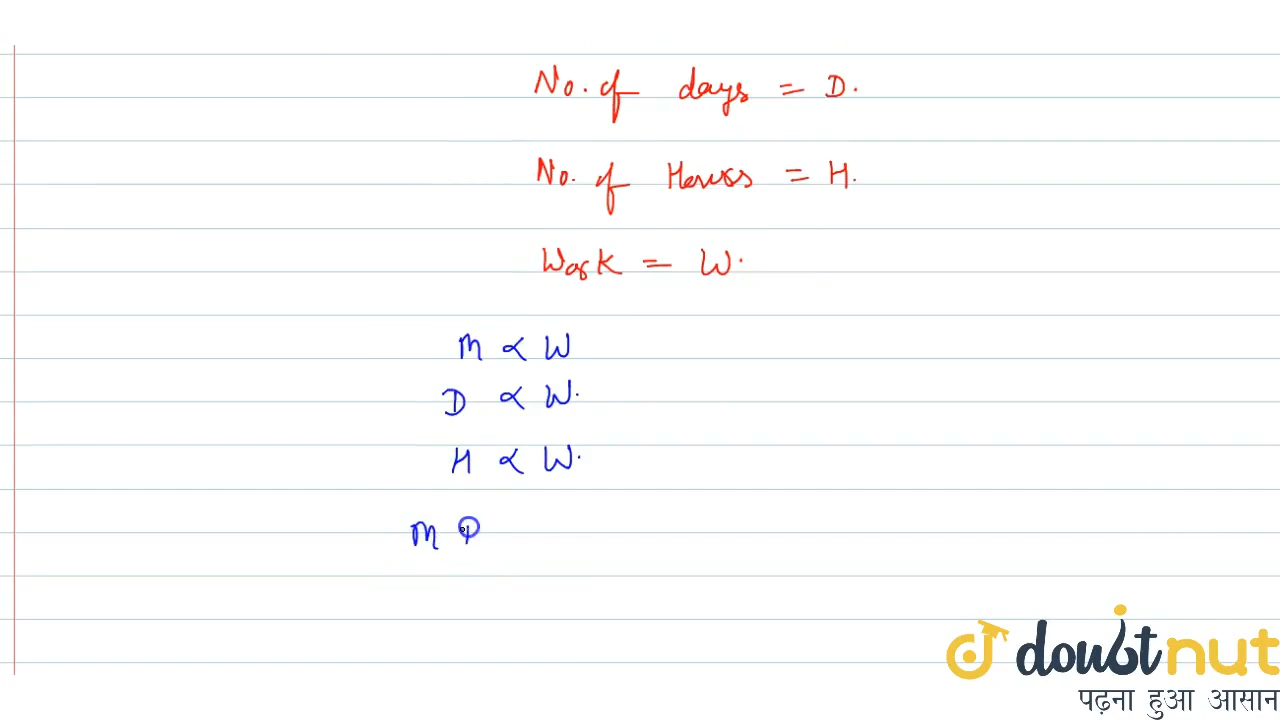 No. of days = D.
No. of Hours = H.
Work = W.
M ∝ W
D ∝ W.
H ∝ W.
M
doubtnut
पढ़ना हुआ आसान